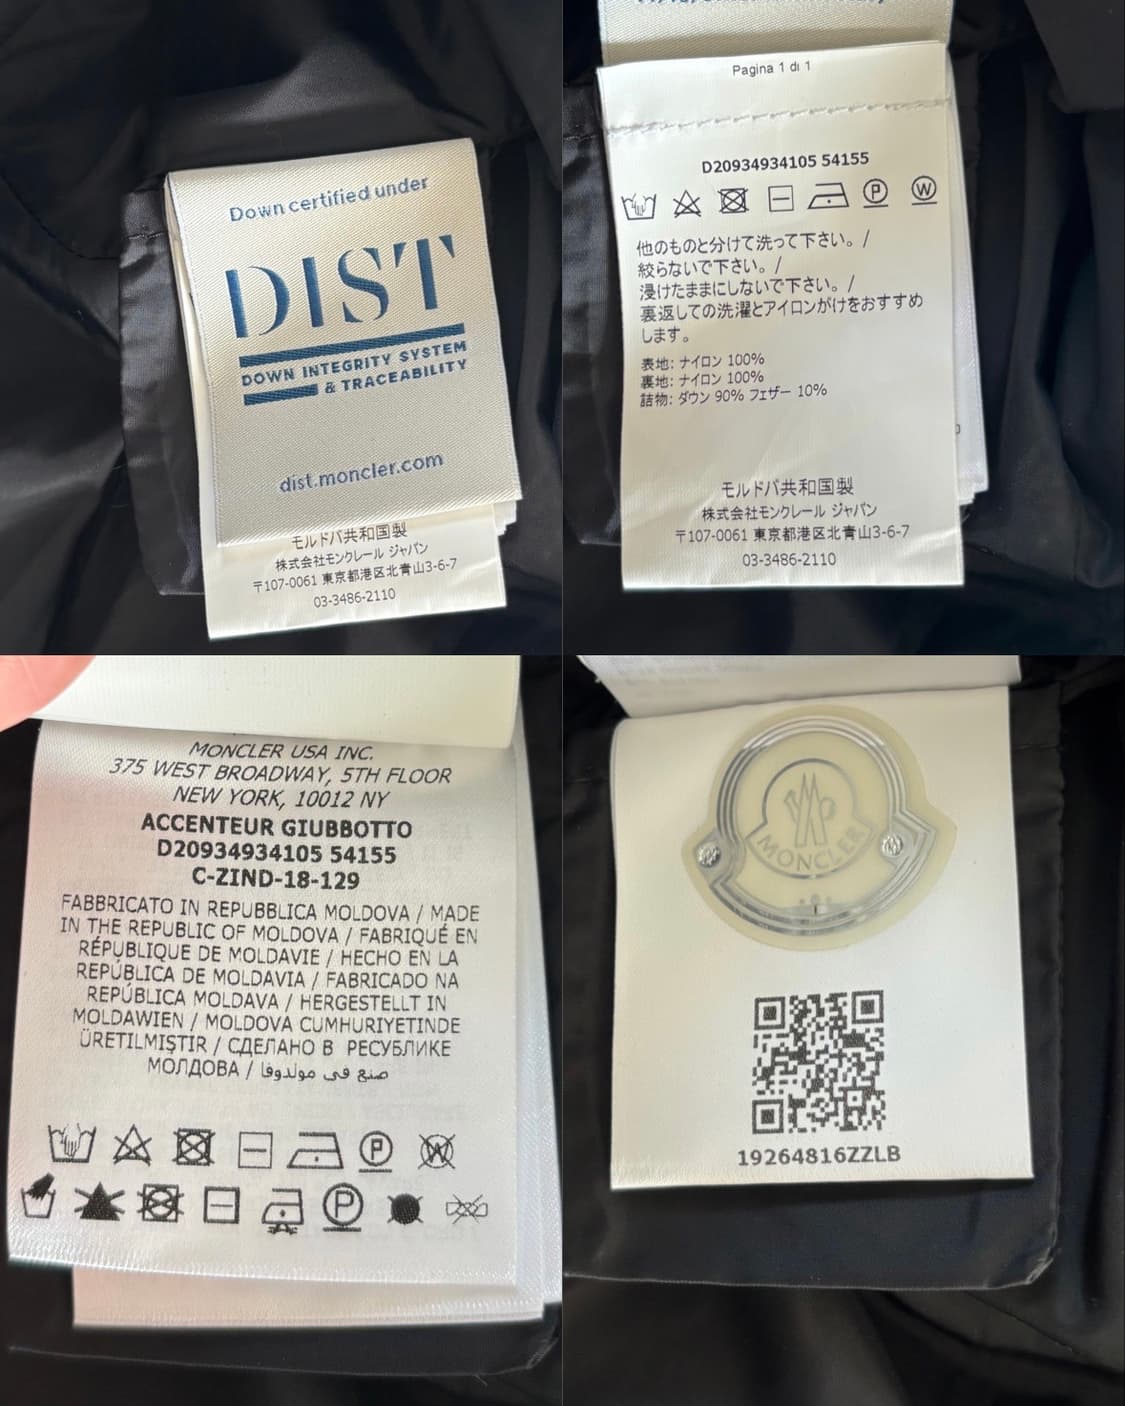 Down certified under
DIST
DOWN INTEGRITY SYSTEM
& TRACEABILITY
dist.moncler.com
モルドバ共和国製
株式会社モンクレール ジャパン
〒107-0061 東京都港区北青山3-6-7
03-3486-2110
Pagina 1 di 1
D20934934105 54155
P
W
他のものと分けて洗って下さい。/
絞らないで下さい。/
浸けたままにしないで下さい。/
裏返しての洗濯とアイロンがけをおすすめ
します。
表地: ナイロン 100%
裏地: ナイロン 100%
詰物: ダウン 90% フェザー 10%
モルドバ共和国製
株式会社モンクレール ジャパン
〒107-0061 東京都港区北青山3-6-7
03-3486-2110
MONCLER USA INC.
375 WEST BROADWAY, 5TH FLOOR
NEW YORK, 10012 NY
ACCENTEUR GIUBBOTTO
D20934934105 54155
C-ZIND-18-129
FABBRICATO IN REPUBBLICA MOLDOVA / MADE
IN THE REPUBLIC OF MOLDOVA / FABRIQUÉ EN
RÉPUBLIQUE DE MOLDAVIE / HECHO EN LA
REPÚBLICA DE MOLDAVIA / FABRICADO NA
REPÚBLICA MOLDAVA / HERGESTELLT IN
MOLDAWIEN / MOLDOVA CUMHURIYETINDE
ÜRETILMIŞTIR / СДЕЛАНО В РЕСУБЛИКЕ
МОЛДОВА / صنع في مولدوفا
P
W
P
MONCLER
19264816ZZLB